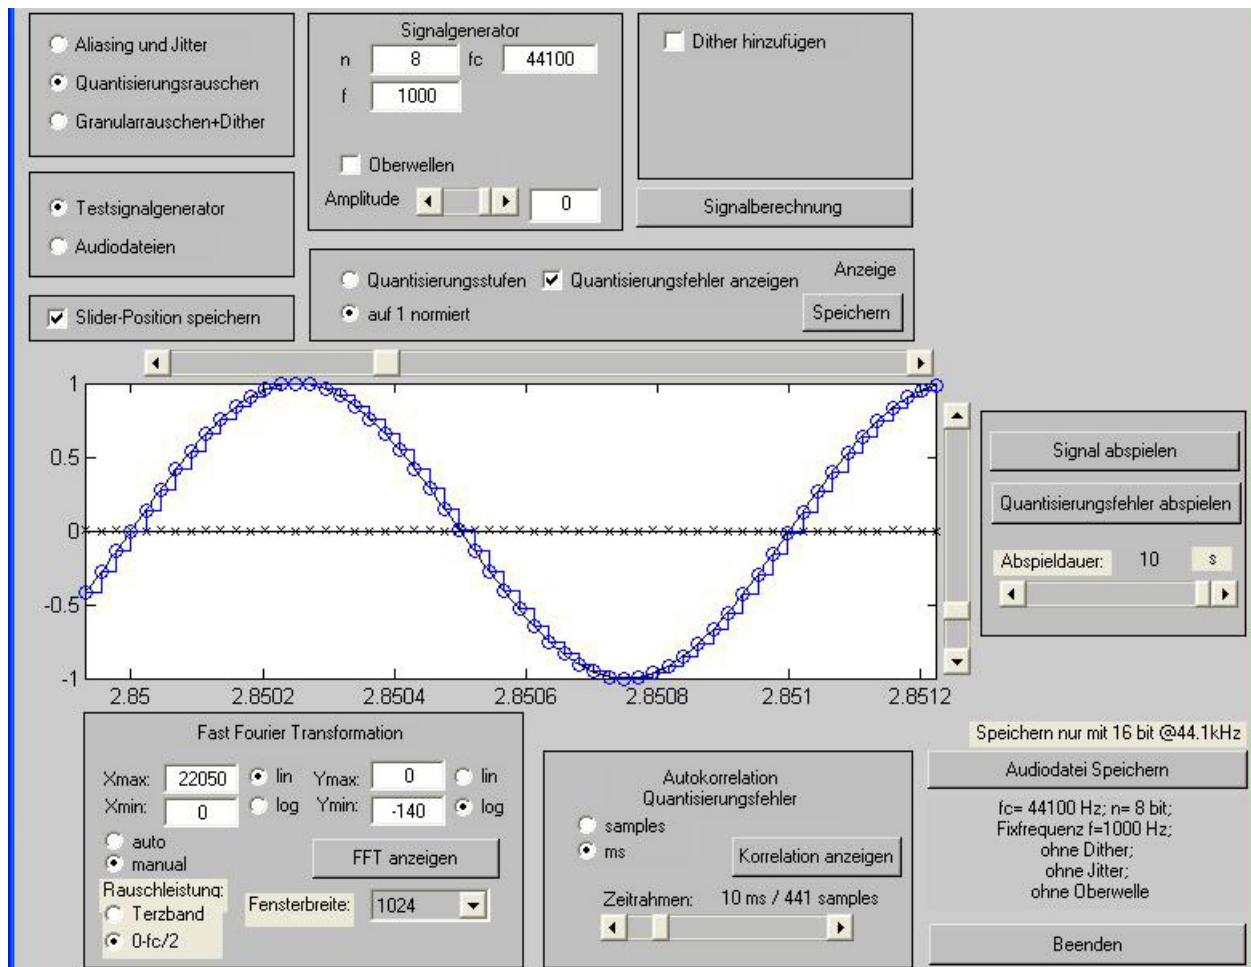 Aliasing und Jitter
Quantisierungsrauschen
Granularrauschen+Dither
Signalgenerator
n 8 fc 44100
f 1000
Oberwellen
Amplitude 0
Dither hinzufügen
Signalberechnung
Testsignalgenerator
Audiodateien
Slider-Position speichern
Quantisierungsstufen Quantisierungsfehler anzeigen Anzeige
auf 1 normiert Speichern
1
0.5
0
-0.5
-1
2.85 2.8502 2.8504 2.8506 2.8508 2.851 2.8512
Signal abspielen
Quantisierungsfehler abspielen
Abspieldauer: 10 s
Fast Fourier Transformation
Xmax: 22050 lin Ymax: 0 lin
Xmin: 0 log Ymin: -140 log
auto
manual
FFT anzeigen
Rauschleistung:
Terzband
0-fc/2
Fensterbreite: 1024
Autokorrelation
Quantisierungsfehler
samples
ms
Korrelation anzeigen
Zeitrahmen: 10 ms / 441 samples
Speichern nur mit 16 bit @44.1kHz
Audiodatei Speichern
fc= 44100 Hz; n= 8 bit;
Fixfrequenz f=1000 Hz;
ohne Dither;
ohne Jitter;
ohne Oberwelle
Beenden